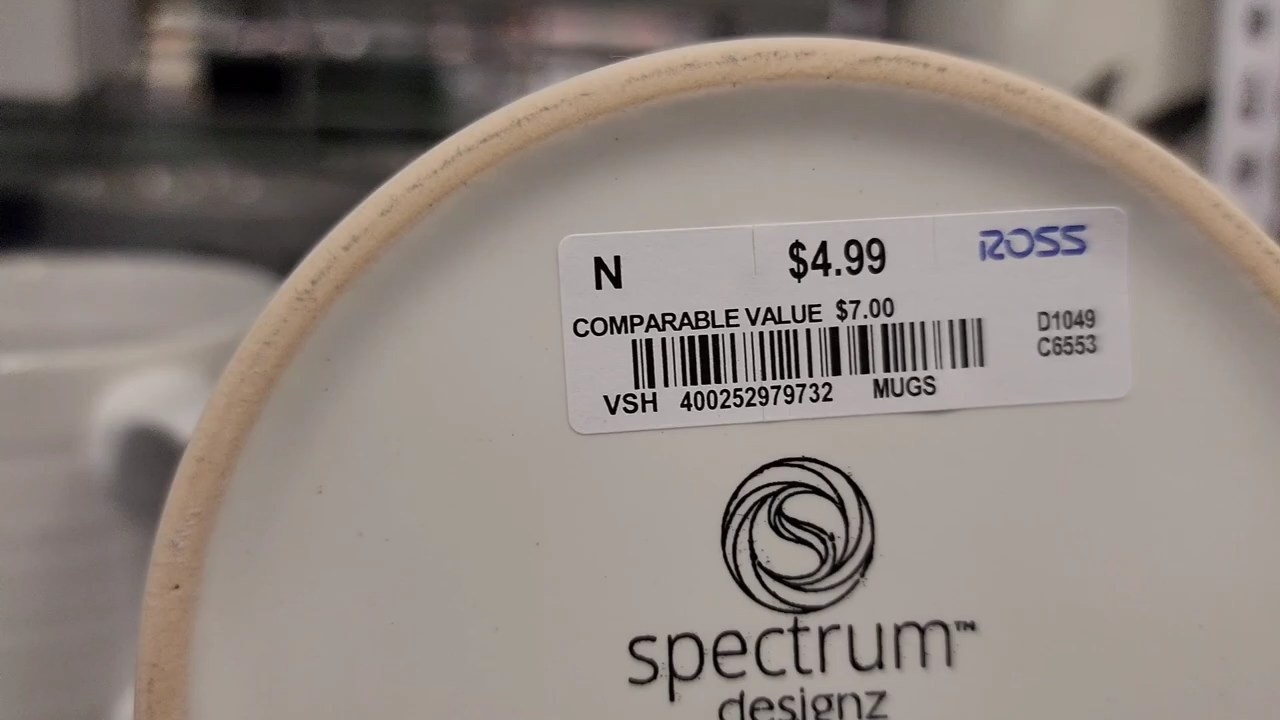 N $4.99 ROSS
COMPARABLE VALUE $7.00
D1049
C6553
VSH 400252979732 MUGS
spectrum™
designz